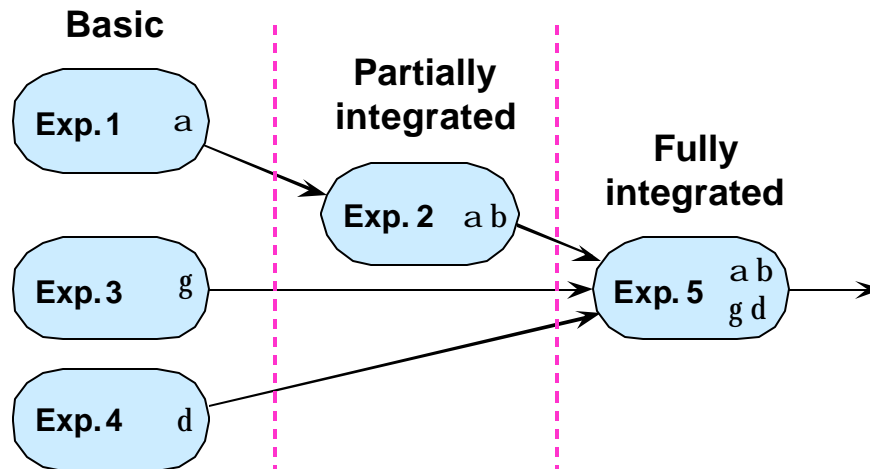 Basic
Exp. 1 a
Partially
integrated
Exp. 2 a b
Fully
integrated
Exp. 3 g
Exp. 5 a b
g d
Exp. 4 d